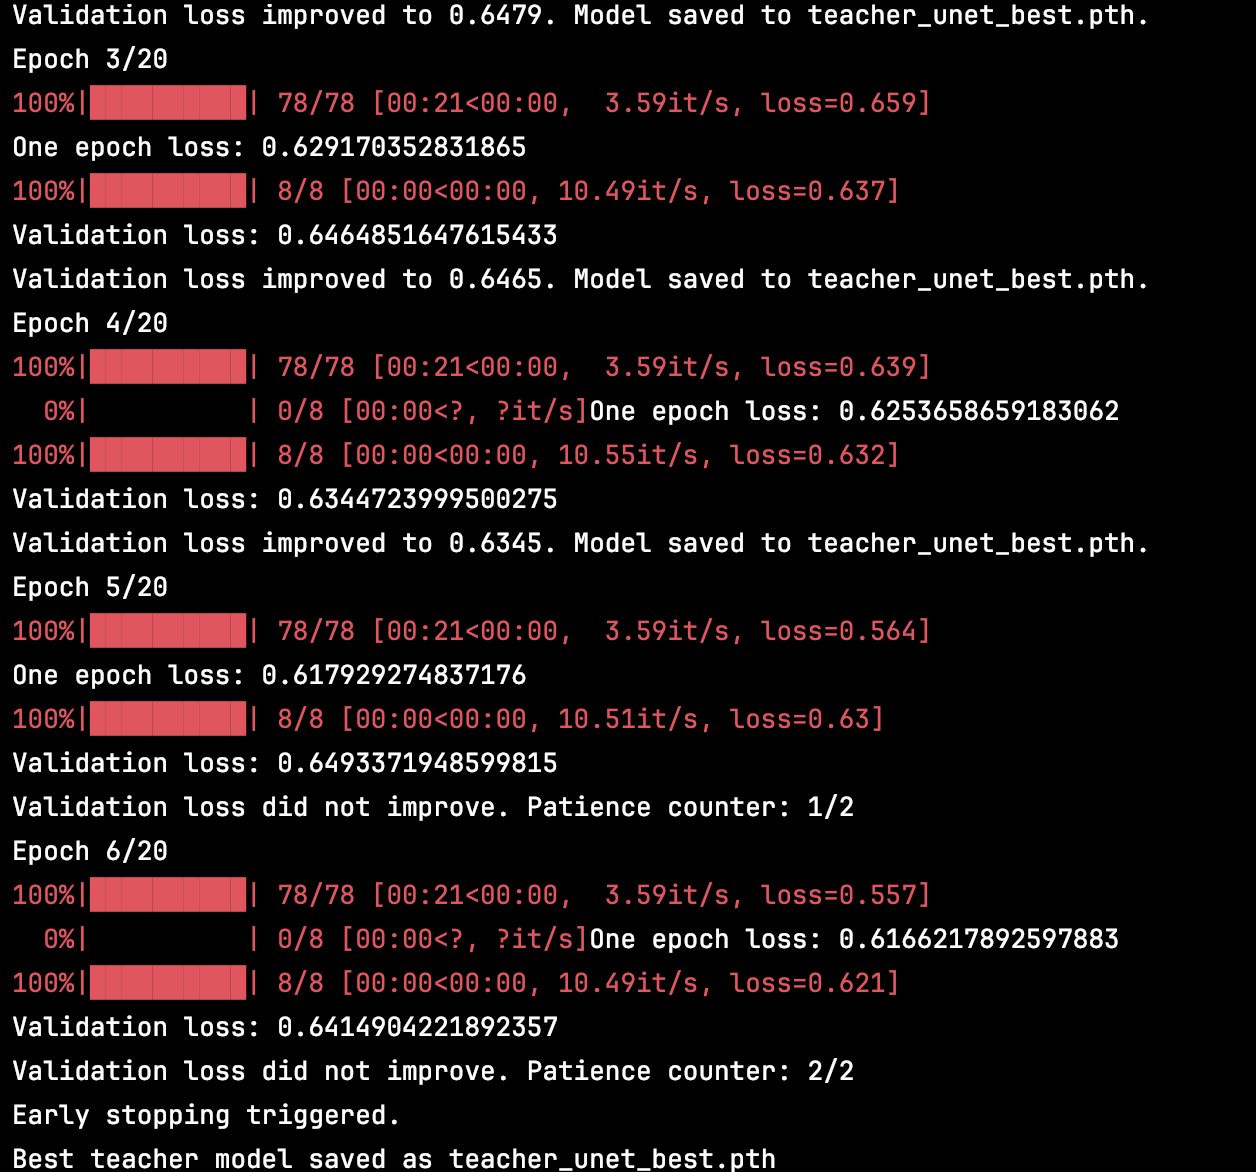 Validation loss improved to 0.6479. Model saved to teacher_unet_best.pth.
Epoch 3/20
100%|██████████| 78/78 [00:21<00:00,  3.59it/s, loss=0.659]
One epoch loss: 0.629170352831865
100%|██████████| 8/8 [00:00<00:00, 10.49it/s, loss=0.637]
Validation loss: 0.6464851647615433
Validation loss improved to 0.6465. Model saved to teacher_unet_best.pth.
Epoch 4/20
100%|██████████| 78/78 [00:21<00:00,  3.59it/s, loss=0.639]
  0%|          | 0/8 [00:00<?, ?it/s]One epoch loss: 0.6253658659183062
100%|██████████| 8/8 [00:00<00:00, 10.55it/s, loss=0.632]
Validation loss: 0.6344723999500275
Validation loss improved to 0.6345. Model saved to teacher_unet_best.pth.
Epoch 5/20
100%|██████████| 78/78 [00:21<00:00,  3.59it/s, loss=0.564]
One epoch loss: 0.617929274837176
100%|██████████| 8/8 [00:00<00:00, 10.51it/s, loss=0.63]
Validation loss: 0.6493371948599815
Validation loss did not improve. Patience counter: 1/2
Epoch 6/20
100%|██████████| 78/78 [00:21<00:00,  3.59it/s, loss=0.557]
  0%|          | 0/8 [00:00<?, ?it/s]One epoch loss: 0.6166217892597883
100%|██████████| 8/8 [00:00<00:00, 10.49it/s, loss=0.621]
Validation loss: 0.6414904221892357
Validation loss did not improve. Patience counter: 2/2
Early stopping triggered.
Best teacher model saved as teacher_unet_best.pth